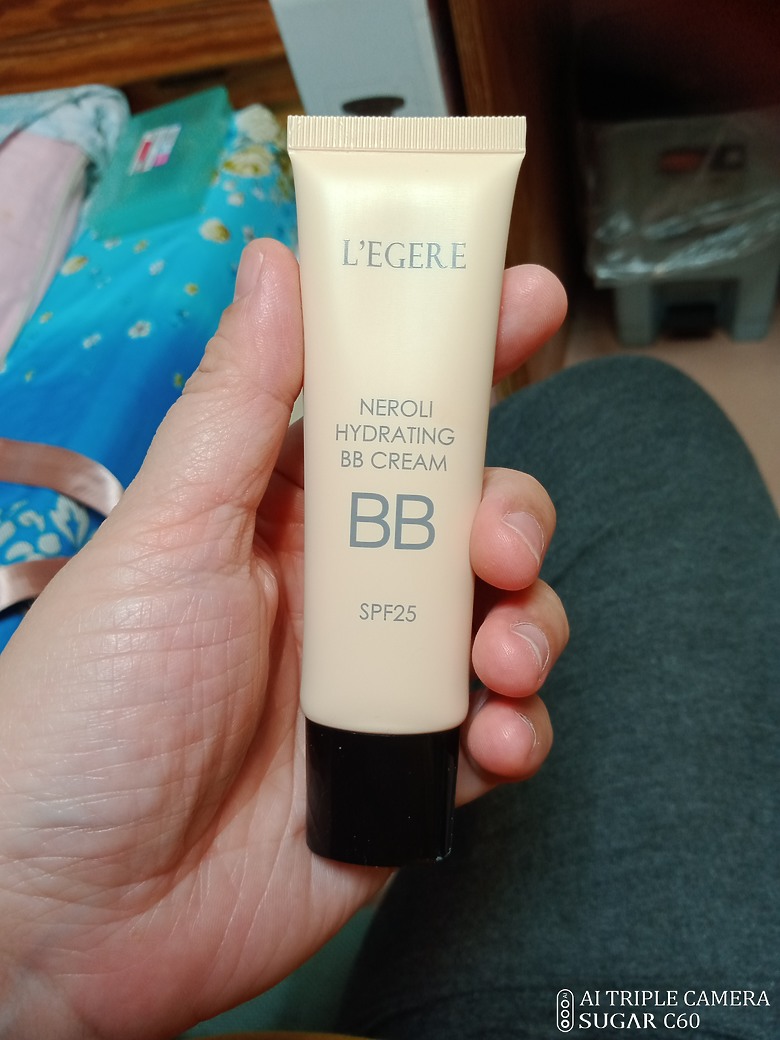 L'EGERE
NEROLI
HYDRATING
BB CREAM
BB
SPF25
AI TRIPLE CAMERA
SUGAR C60